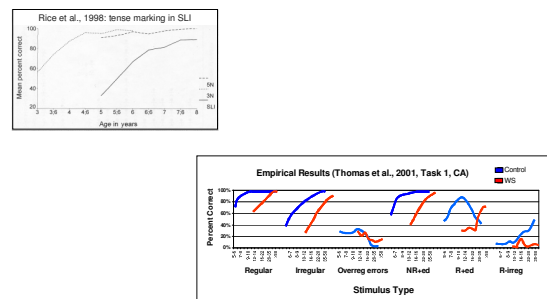 Rice et al., 1998: tense marking in SLI
Mean percent correct
100
80
60
40
20
3 3;6 4 4;6 5 5;6 6 6;6 7 7;6 8
Age in years
5N
3N
SLI
Empirical Results (Thomas et al., 2001, Task 1, CA)
Control
WS
Percent Correct
100%
80%
60%
40%
20%
0%
Regular Irregular Overreg errors NR+ed R+ed R-irreg
Stimulus Type